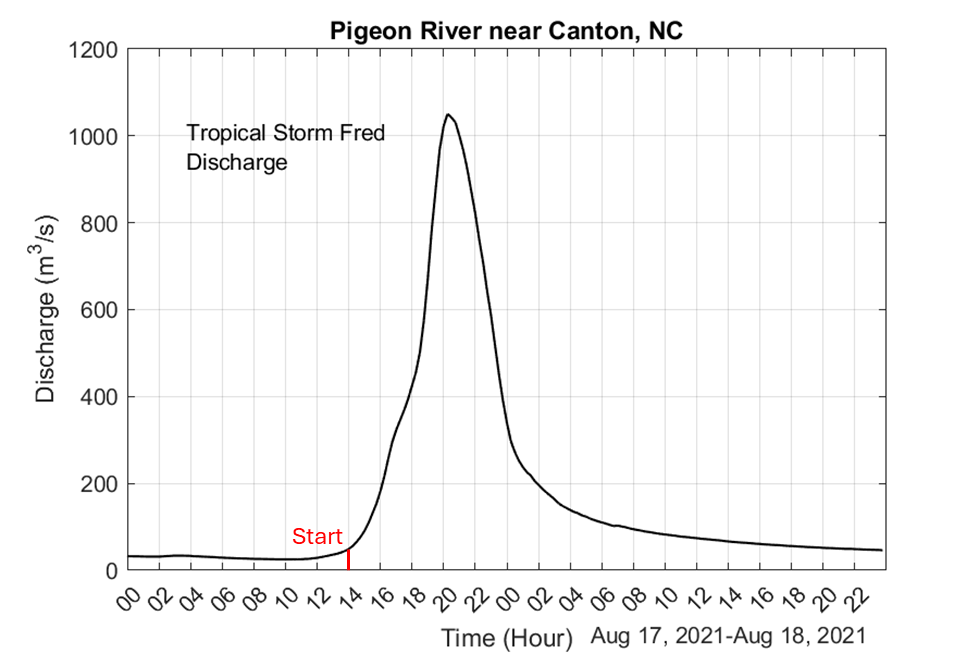 Pigeon River near Canton, NC
1200
1000
800
600
400
200
0
Tropical Storm Fred
Discharge
Discharge (m³/s)
Start
00 02 04 06 08 10 12 14 16 18 20 22 00 02 04 06 08 10 12 14 16 18 20 22
Time (Hour) Aug 17, 2021-Aug 18, 2021